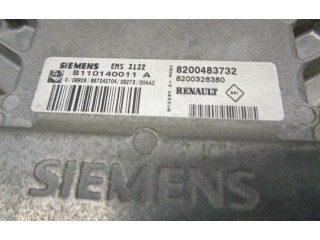 SIEMENS EMS 3132
S110140011 A
8200483732
8200326380
RENAULT
SIEMENS